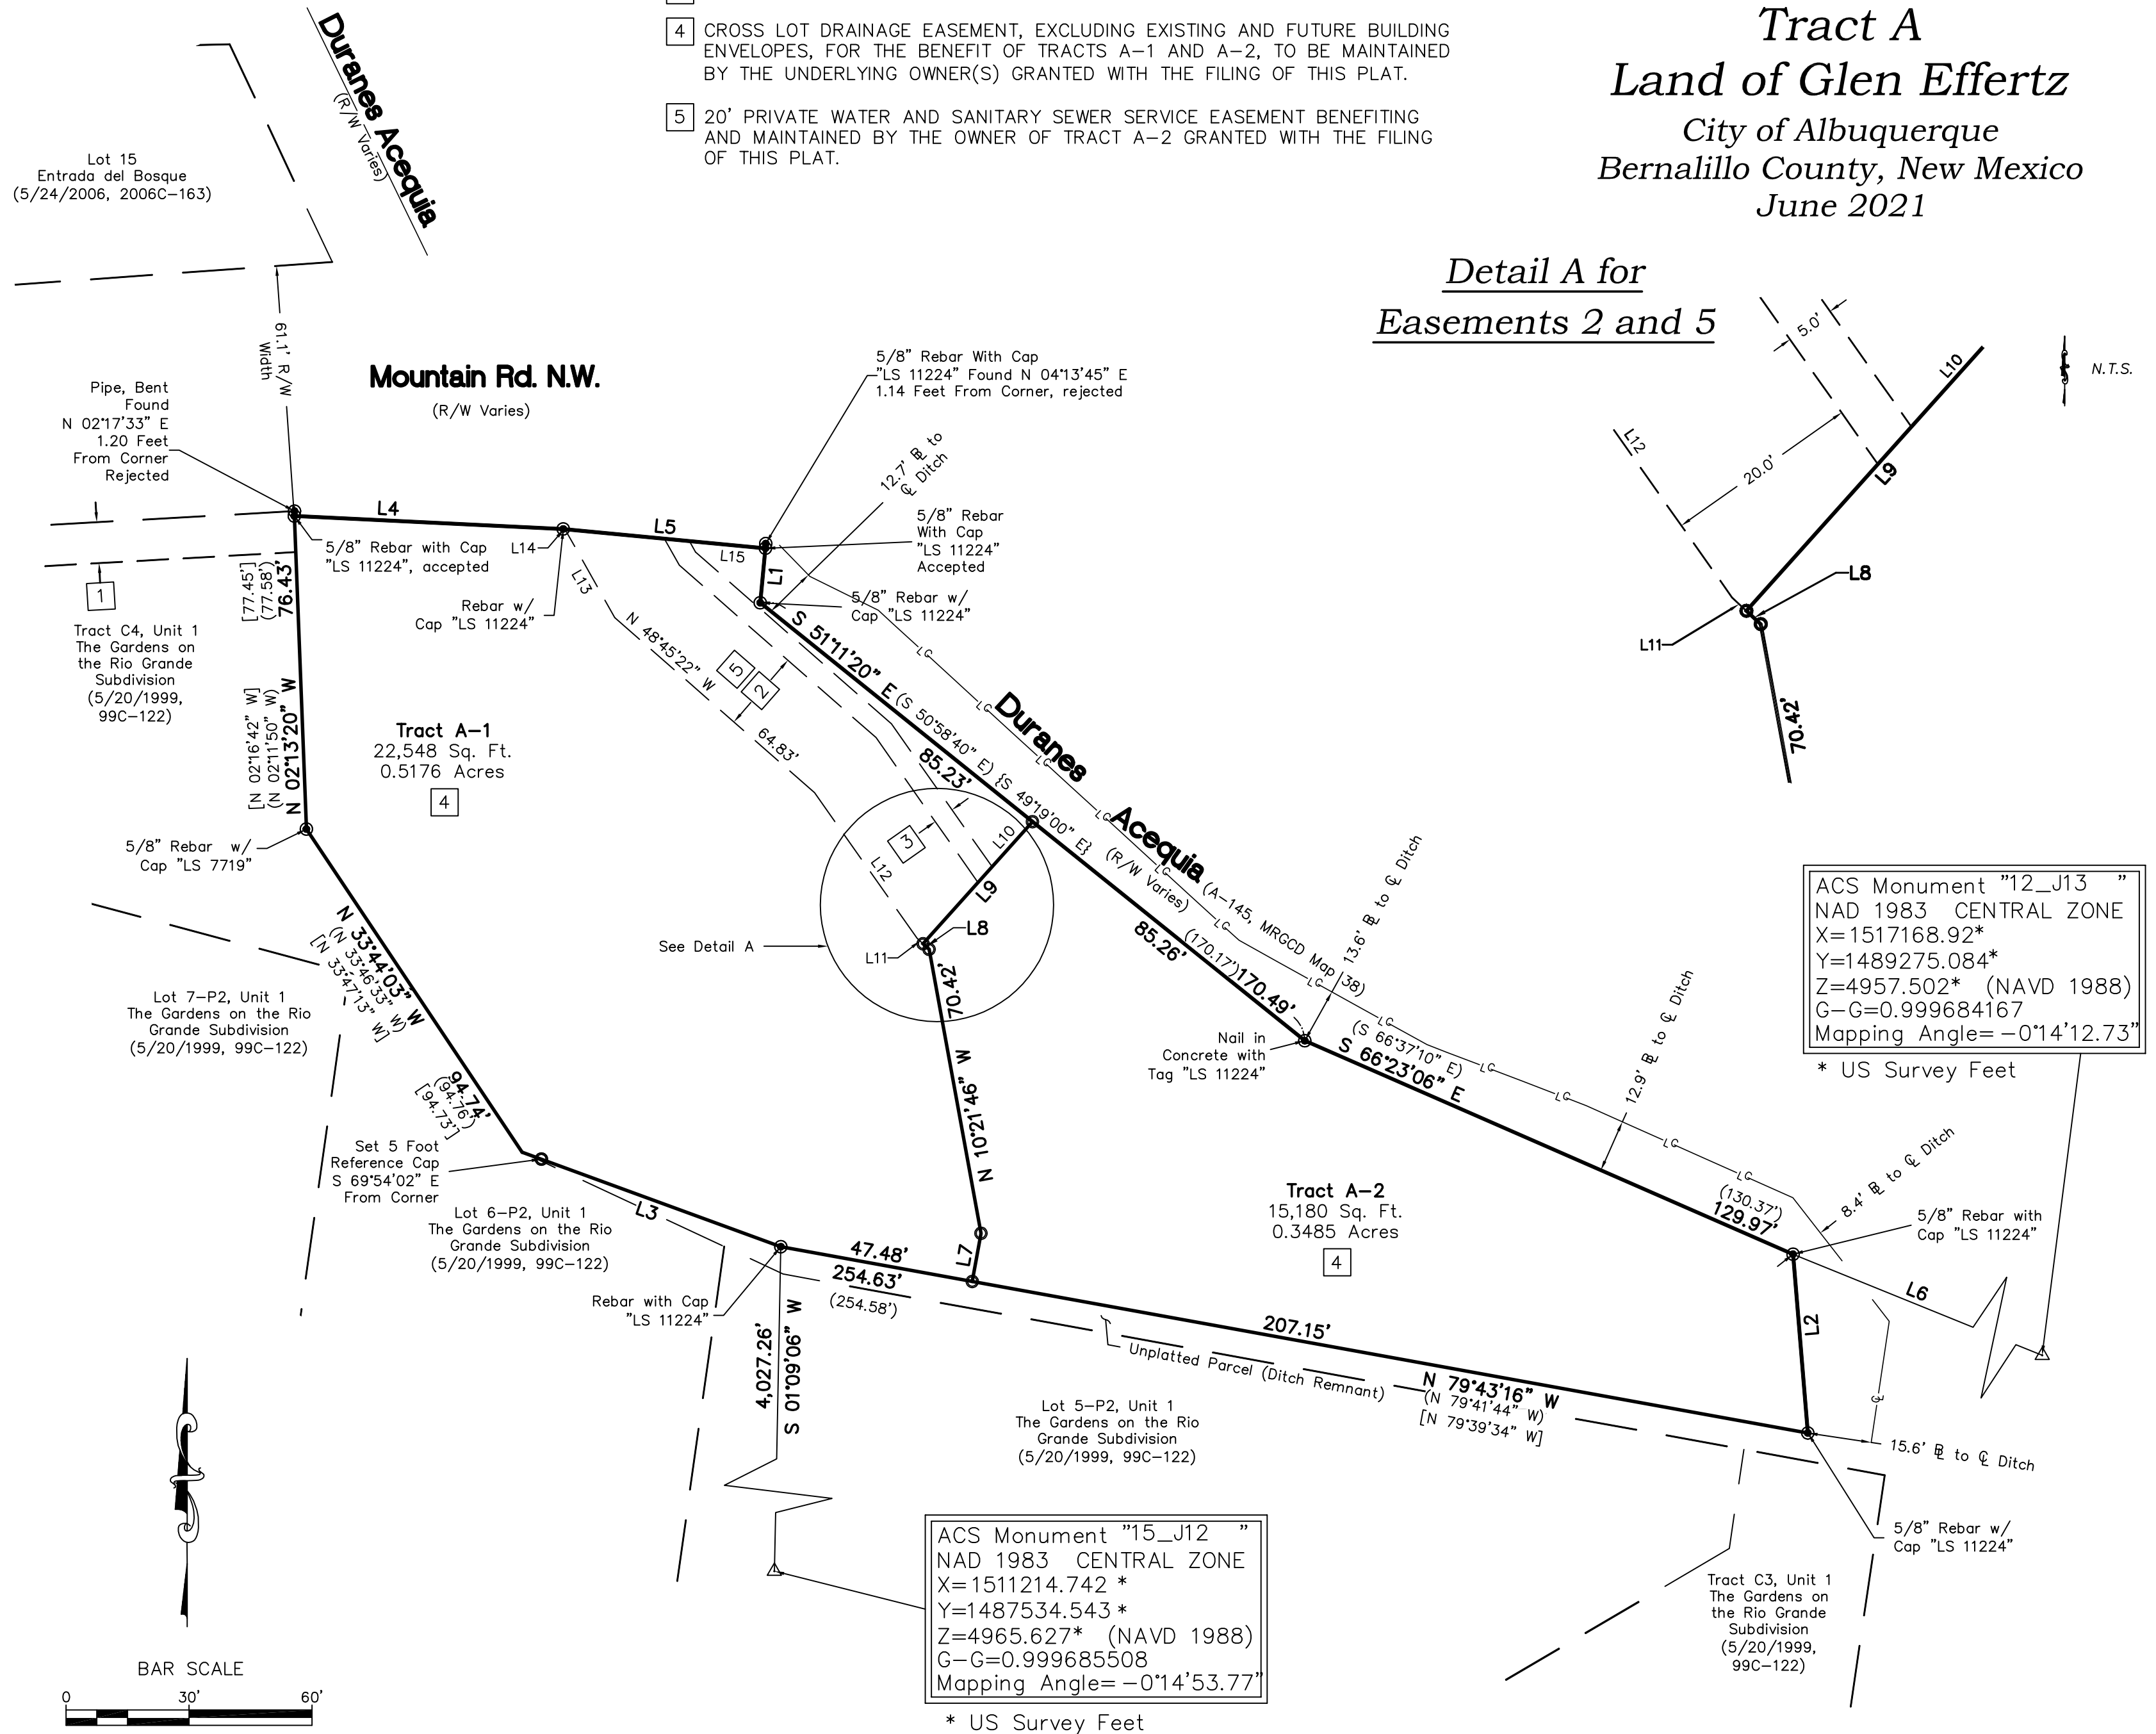 4 CROSS LOT DRAINAGE EASEMENT, EXCLUDING EXISTING AND FUTURE BUILDING
ENVELOPES, FOR THE BENEFIT OF TRACTS A-1 AND A-2, TO BE MAINTAINED
BY THE UNDERLYING OWNER(S) GRANTED WITH THE FILING OF THIS PLAT.
5 20' PRIVATE WATER AND SANITARY SEWER SERVICE EASEMENT BENEFITING
AND MAINTAINED BY THE OWNER OF TRACT A-2 GRANTED WITH THE FILING
OF THIS PLAT.
Tract A
Land of Glen Effertz
City of Albuquerque
Bernalillo County, New Mexico
June 2021
Duranes Acequia
(R/W Varies)
Lot 15
Entrada del Bosque
(5/24/2006, 2006C-163)
Detail A for
Easements 2 and 5
5.0'
L10
N.T.S.
L12
20.0'
L9
L8
L11
70.42'
61.1' R/W
Width
Mountain Rd. N.W.
(R/W Varies)
Pipe, Bent
Found
N 02°17'33" E
1.20 Feet
From Corner
Rejected
5/8" Rebar With Cap
"LS 11224" Found N 04°13'45" E
1.14 Feet From Corner, rejected
12.7' PL to
CL Ditch
L4
L5
5/8" Rebar
With Cap
"LS 11224"
Accepted
5/8" Rebar with Cap
"LS 11224", accepted
L14
L15
L1
L13
5/8" Rebar w/
Cap "LS 11224"
Rebar w/
Cap "LS 11224"
1
[77.45']
(77.58')
76.43'
Tract C4, Unit 1
The Gardens on
the Rio Grande
Subdivision
(5/20/1999,
99C-122)
[N 02°16'42" W]
(N 02°11'50" W)
N 02°13'20" W
Tract A-1
22,548 Sq. Ft.
0.5176 Acres
4
N 48°45'22" W
64.83'
5
2
S 51°11'20" E (S 50°58'40" E) {S 49°19'00" E}
85.23'
(R/W Varies)
LC
LC
LC
LC
LC
LC
LC
LC
LC
LC
LC
LC
LC
Duranes
Acequia (A-145, MRGCD Map 38)
3
L10
L12
L9
L8
L11
See Detail A
5/8" Rebar w/
Cap "LS 7719"
N 33°44'03" W
(N 33°46'33" W)
[N 33°47'13" W]
94.74'
(94.76')
[94.73']
Lot 7-P2, Unit 1
The Gardens on the Rio
Grande Subdivision
(5/20/1999, 99C-122)
85.26'
(170.17')
170.49'
13.6' PL to CL Ditch
Nail in
Concrete with
Tag "LS 11224"
(S 66°37'10" E)
S 66°23'06" E
12.9' PL to CL Ditch
(130.37')
129.97'
8.4' PL to CL Ditch
5/8" Rebar with
Cap "LS 11224"
ACS Monument "12_J13 "
NAD 1983 CENTRAL ZONE
X=1517168.92*
Y=1489275.084*
Z=4957.502* (NAVD 1988)
G-G=0.999684167
Mapping Angle= -0°14'12.73"
* US Survey Feet
70.42'
N 10°21'46" W
L7
Set 5 Foot
Reference Cap
S 69°54'02" E
From Corner
Lot 6-P2, Unit 1
The Gardens on the Rio
Grande Subdivision
(5/20/1999, 99C-122)
L3
Rebar with Cap
"LS 11224"
47.48'
254.63'
(254.58')
Tract A-2
15,180 Sq. Ft.
0.3485 Acres
4
L6
L2
207.15'
Unplatted Parcel (Ditch Remnant)
N 79°43'16" W
(N 79°41'44" W)
[N 79°39'34" W]
CL
15.6' PL to CL Ditch
4,027.26'
S 01°09'06" W
Lot 5-P2, Unit 1
The Gardens on the Rio
Grande Subdivision
(5/20/1999, 99C-122)
5/8" Rebar w/
Cap "LS 11224"
Tract C3, Unit 1
The Gardens on
the Rio Grande
Subdivision
(5/20/1999,
99C-122)
ACS Monument "15_J12 "
NAD 1983 CENTRAL ZONE
X=1511214.742 *
Y=1487534.543 *
Z=4965.627* (NAVD 1988)
G-G=0.999685508
Mapping Angle= -0°14'53.77"
* US Survey Feet
BAR SCALE
0 30' 60'